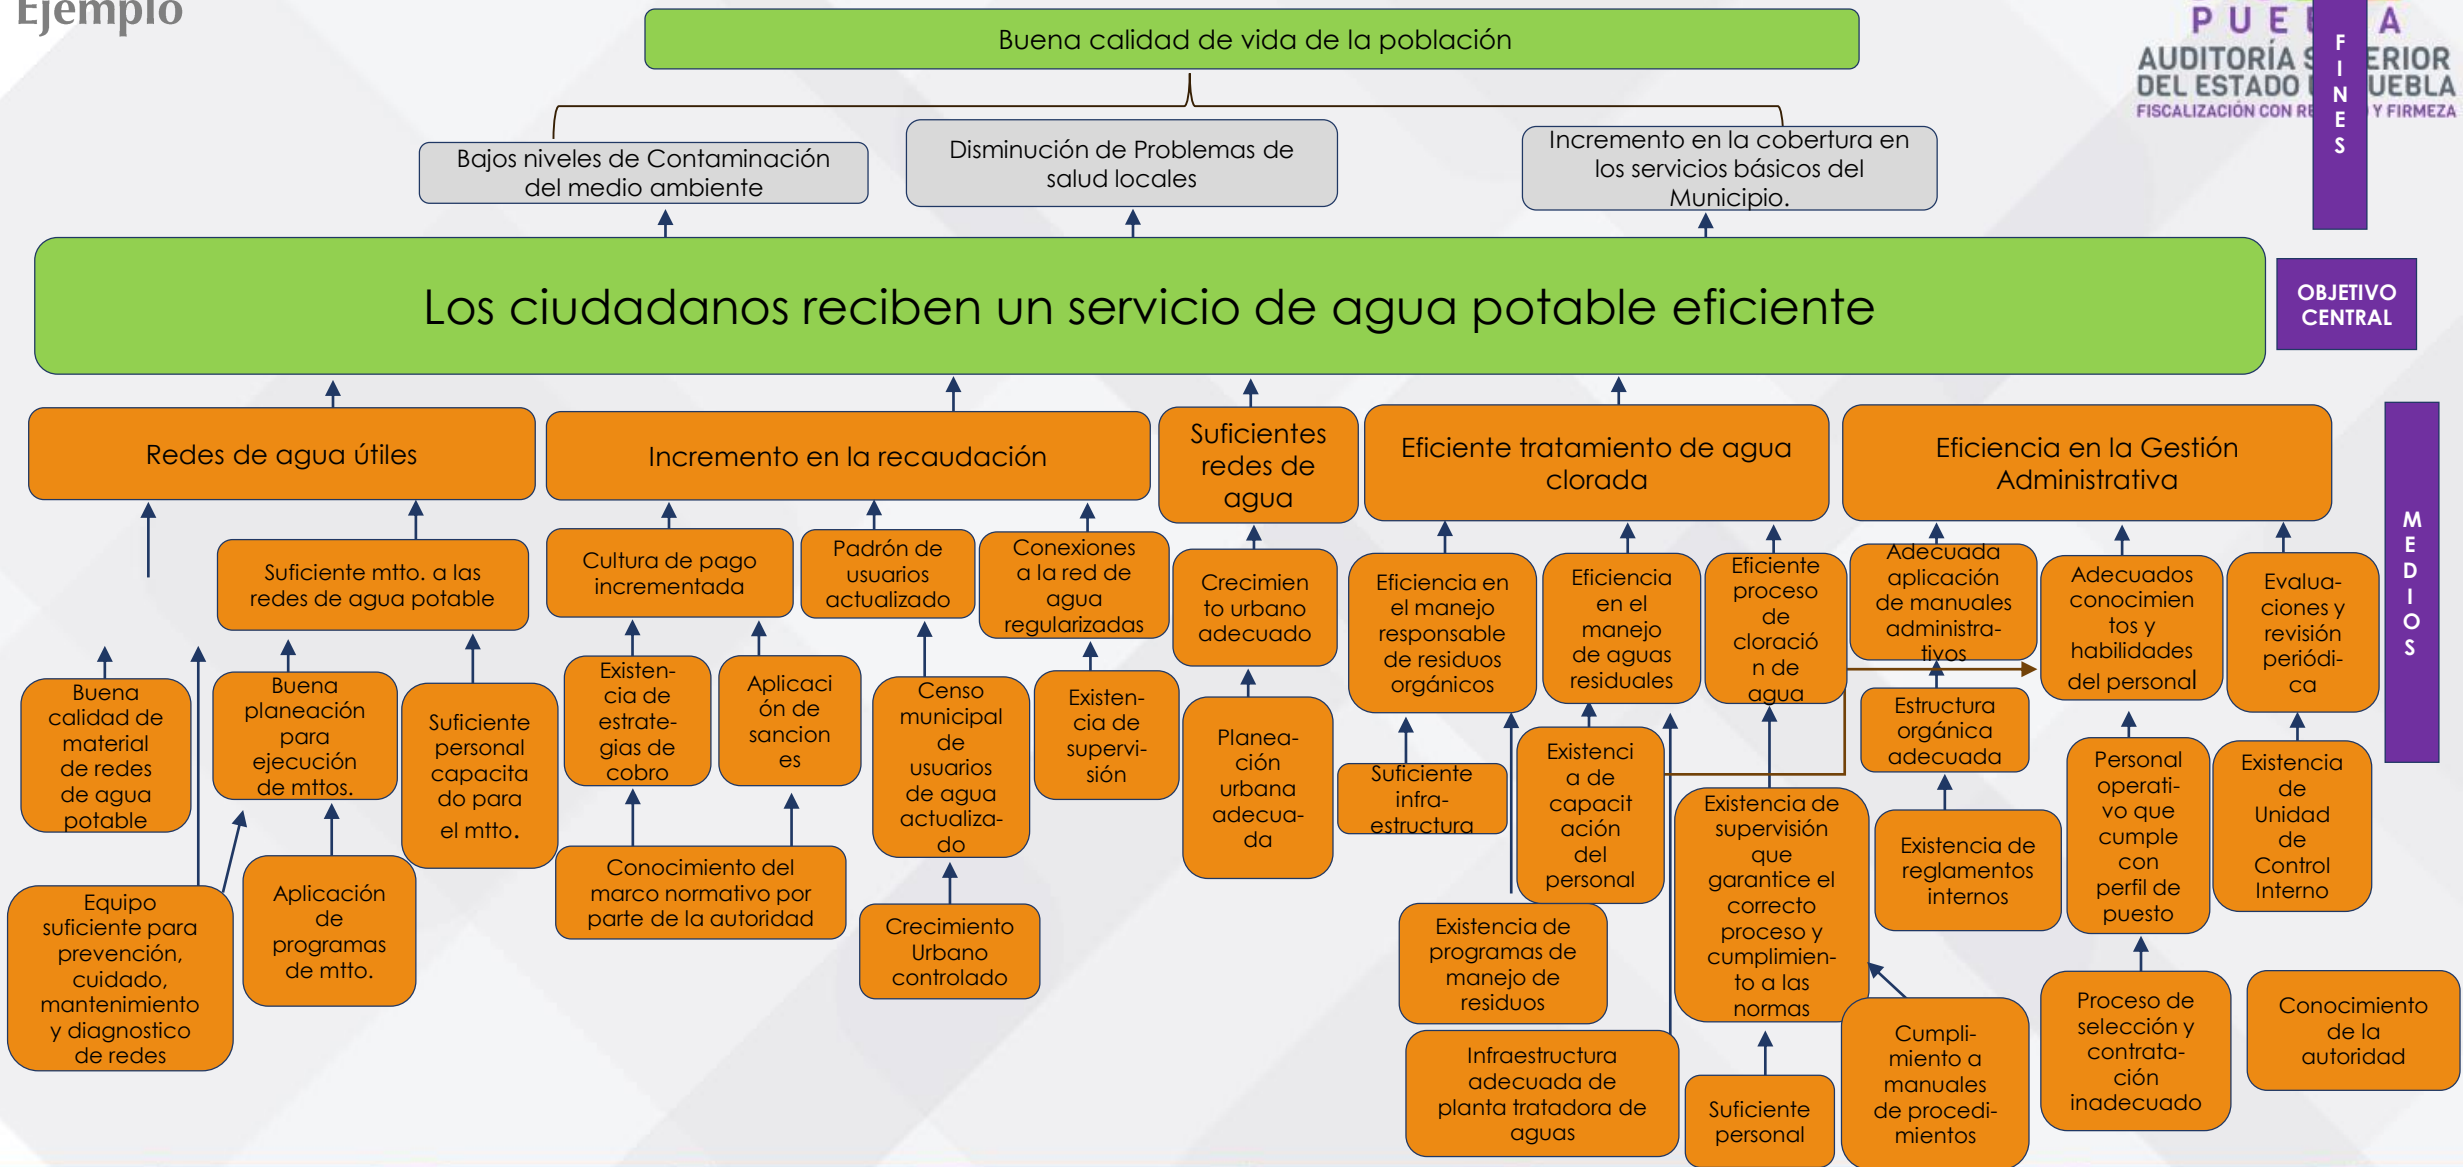 Ejemplo
PUE
A
AUDITORÍA S
ERIOR
DEL ESTADO
UEBLA
FISCALIZACIÓN CON RE
Y FIRMEZA
F
I
N
E
S
Buena calidad de vida de la población
Bajos niveles de Contaminación
del medio ambiente
Disminución de Problemas de
salud locales
Incremento en la cobertura en
los servicios básicos del
Municipio.
Los ciudadanos reciben un servicio de agua potable eficiente
OBJETIVO
CENTRAL
Redes de agua útiles
Incremento en la recaudación
Suficientes
redes de
agua
Eficiente tratamiento de agua
clorada
Eficiencia en la Gestión
Administrativa
M
E
D
I
O
S
Suficiente mtto. a las
redes de agua potable
Cultura de pago
incrementada
Padrón de
usuarios
actualizado
Conexiones
a la red de
agua
regularizadas
Crecimien
to urbano
adecuado
Eficiencia en
el manejo
responsable
de residuos
orgánicos
Eficiencia
en el
manejo
de aguas
residuales
Eficiente
proceso
de
cloració
n de
agua
Adecuada
aplicación
de manuales
administra-
tivos
Adecuados
conocimien
tos y
habilidades
del personal
Evalua-
ciones y
revisión
periódi-
ca
Buena
calidad de
material
de redes
de agua
potable
Buena
planeación
para
ejecución
de mttos.
Suficiente
personal
capacita
do para
el mtto.
Existen-
cia de
estrate-
gias de
cobro
Aplicaci
ón de
sancion
es
Censo
municipal
de
usuarios
de agua
actualiza-
do
Existen-
cia de
supervi-
sión
Planea-
ción
urbana
adecua-
da
Suficiente
infra-
estructura
Existenci
a de
capacit
ación
del
personal
Existencia de
supervisión
que
garantice el
correcto
proceso y
cumplimien-
to a las
normas
Estructura
orgánica
adecuada
Personal
operati-
vo que
cumple
con
perfil de
puesto
Existencia
de
Unidad
de
Control
Interno
Equipo
suficiente para
prevención,
cuidado,
mantenimiento
y diagnostico
de redes
Aplicación
de
programas
de mtto.
Conocimiento del
marco normativo por
parte de la autoridad
Crecimiento
Urbano
controlado
Existencia de
programas de
manejo de
residuos
Existencia de
reglamentos
internos
Infraestructura
adecuada de
planta tratadora de
aguas
Suficiente
personal
Cumpli-
miento a
manuales
de procedi-
mientos
Proceso de
selección y
contrata-
ción
inadecuado
Conocimiento
de la
autoridad